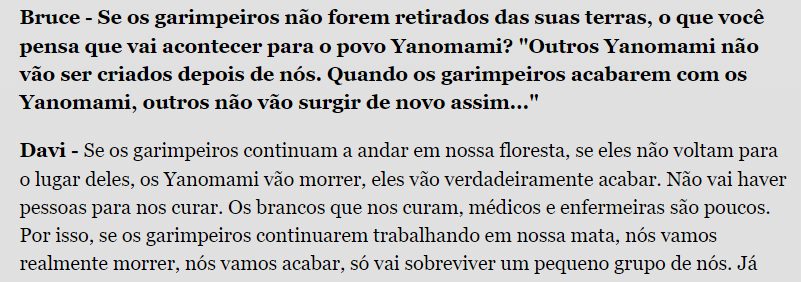 Bruce - Se os garimpeiros não forem retirados das suas terras, o que você
pensa que vai acontecer para o povo Yanomami? "Outros Yanomami não
vão ser criados depois de nós. Quando os garimpeiros acabarem com os
Yanomami, outros não vão surgir de novo assim..."
Davi - Se os garimpeiros continuam a andar em nossa floresta, se eles não voltam para
o lugar deles, os Yanomami vão morrer, eles vão verdadeiramente acabar. Não vai haver
pessoas para nos curar. Os brancos que nos curam, médicos e enfermeiras são poucos.
Por isso, se os garimpeiros continuarem trabalhando em nossa mata, nós vamos
realmente morrer, nós vamos acabar, só vai sobreviver um pequeno grupo de nós. Já